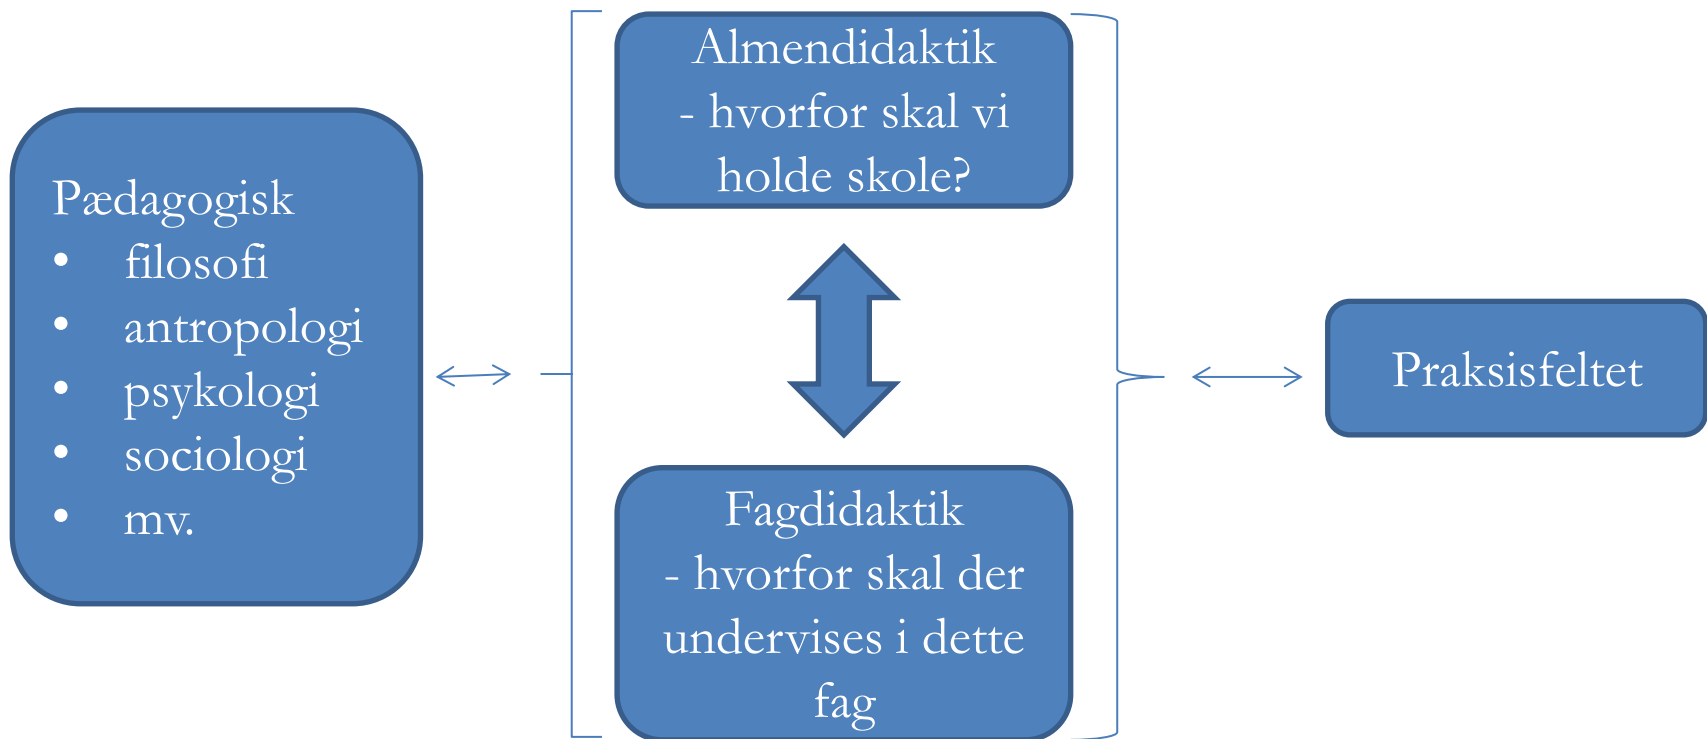 Pædagogisk
• filosofi
• antropologi
• psykologi
• sociologi
• mv.
Almendidaktik
- hvorfor skal vi
holde skole?
Fagdidaktik
- hvorfor skal der
undervises i dette
fag
Praksisfeltet